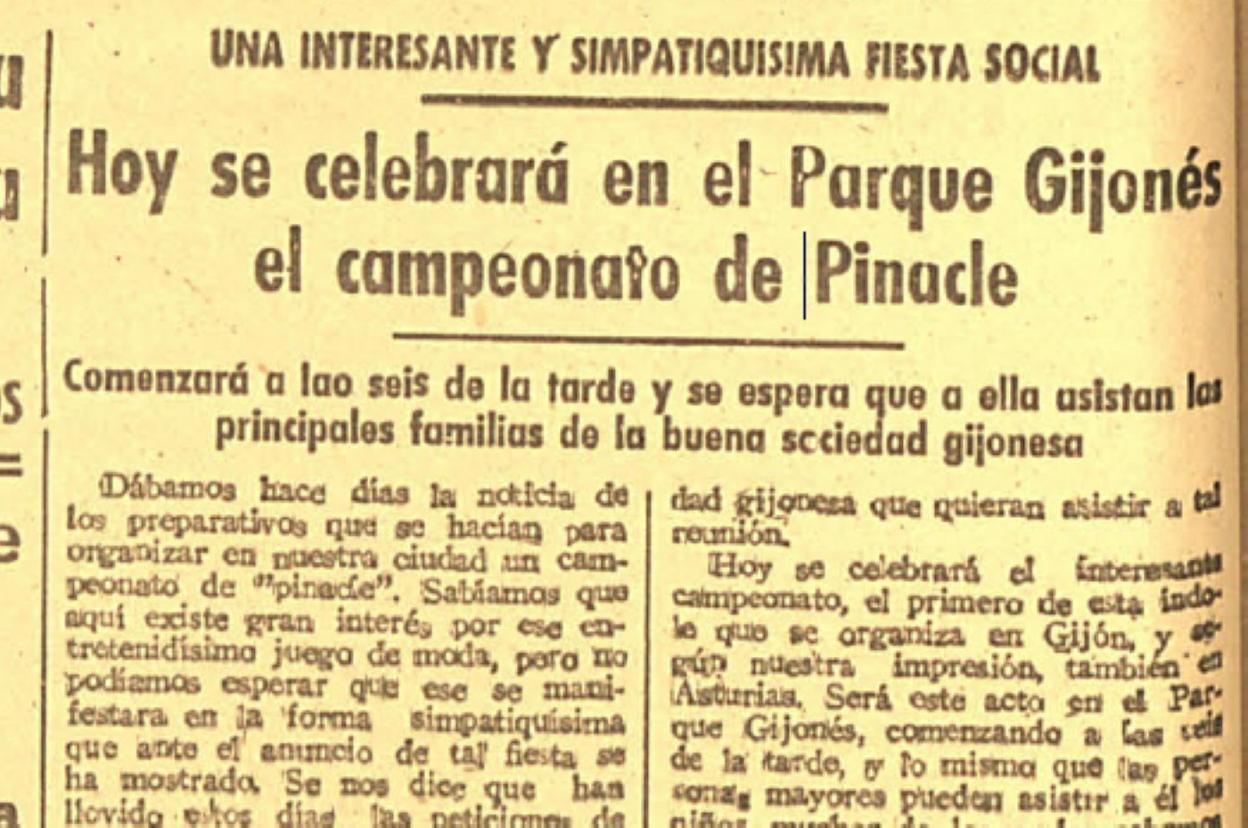 UNA INTERESANTE Y SIMPATIQUISIMA FIESTA SOCIAL
Hoy se celebrará en el Parque Gijonés
el campeonato de Pinacle
Comenzará a lao seis de la tarde y se espera que a ella asistan las
principales familias de la buena sociedad gijonesa
Dábamos hace días la noticia de
los preparativos que se hacían para
organizar en nuestra ciudad un cam-
peonato de "pinacle". Sabíamos que
aquí existe gran interés por ese en-
tretenidísimo juego de moda, pero no
podíamos esperar que ese se mani-
festara en la forma simpatiquísima
que ante el anuncio de tal fiesta se
ha mostrado. Se nos dice que han
llovido estos días las peticiones de
dad gijonesa que quieran asistir a tal
reunión.
Hoy se celebrará el interesante
campeonato, el primero de esta índo-
le que se organiza en Gijón, y se-
gún nuestra impresión, también en
Asturias. Será este acto en el Par-
que Gijonés, comenzando a las seis
de la tarde, y lo mismo que las per-
sonas mayores pueden asistir a él los
niños